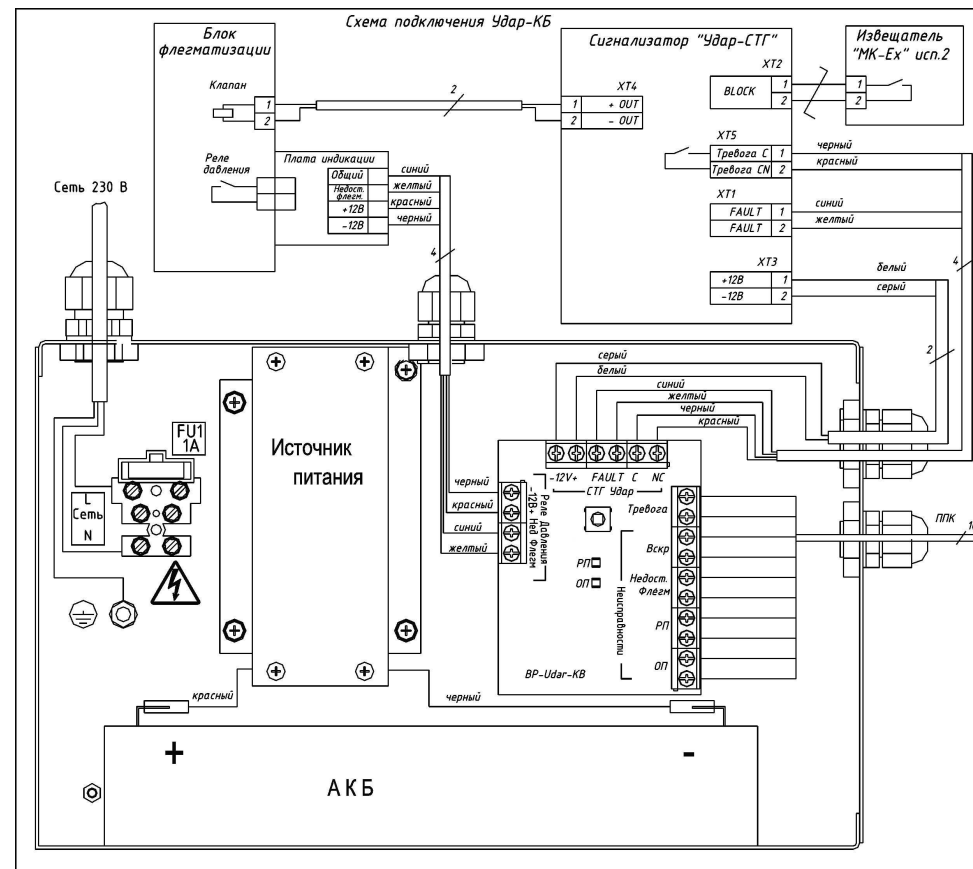 Схема подключения Удар-КБ
Блок
флегматизации
Клапан
1
2
2
Реле
давления
Плата индикации
Общий
Недост.
флегм.
+12В
-12В
синий
желтый
красный
черный
4
Сигнализатор "Удар-СТГ"
XT4
1 + OUT
2 - OUT
XT2
BLOCK
1
2
Извещатель
"МК-Ex" исп.2
1
2
XT5
Тревога C 1
Тревога CN 2
черный
красный
XT1
FAULT 1
FAULT 2
синий
желтый
XT3
+12В 1
-12В 2
белый
серый
4
2
Сеть 230 В
FU1
1А
L
Сеть
N
Источник
питания
серый
белый
синий
желтый
черный
красный
-12V+ FAULT C NC
СТГ Удар
черный
красный
синий
желтый
-12В+ Нед Флегм
Реле Давления
Тревога
Вскр
Недост.
Флегм
РП
ОП
Неисправности
РП
ОП
BP-Udar-KB
ППК
красный
черный
+
-
АКБ